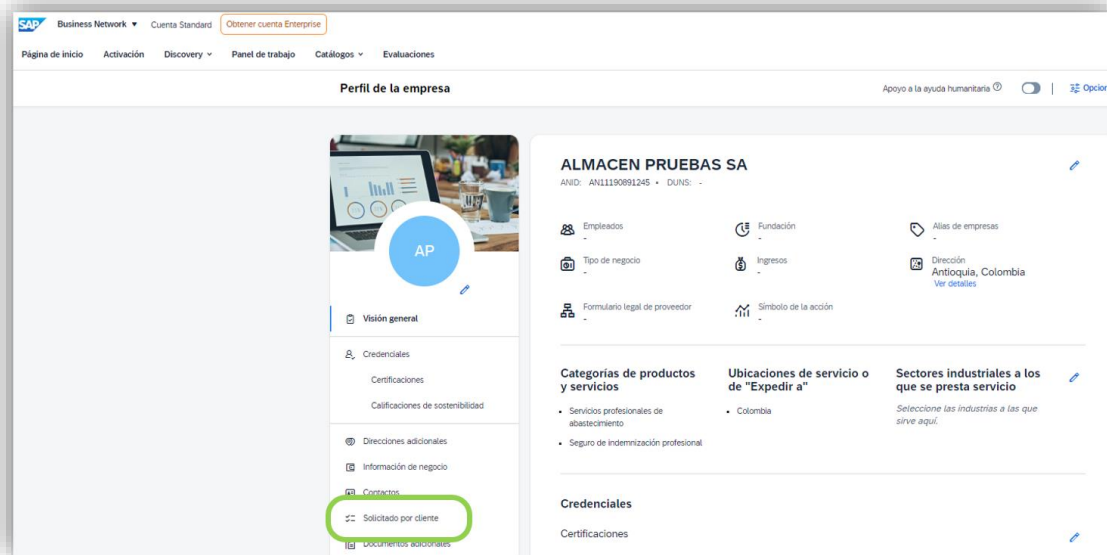 SAP Business Network ▼ Cuenta Standard Obtener cuenta Enterprise
Página de inicio Activación Discovery Panel de trabajo Catálogos Evaluaciones
Perfil de la empresa
Apoyo a la ayuda humanitaria
AP
Visión general
Credenciales
Certificaciones
Calificaciones de sostenibilidad
Direcciones adicionales
Información de negocio
Contactos
Solicitado por cliente
Documentos adicionales
ALMACEN PRUEBAS SA
ANID: AN11190891245 • DUNS: -
Empleados
-
Fundación
-
Alias de empresas
-
Tipo de negocio
-
Ingresos
-
Dirección
Antioquia, Colombia
Ver detalles
Formulario legal de proveedor
-
Símbolo de la acción
-
Categorías de productos
y servicios
• Servicios profesionales de
abastecimiento
• Seguro de indemnización profesional
Ubicaciones de servicio o
de "Expedir a"
• Colombia
Sectores industriales a los
que se presta servicio
Seleccione las industrias a las que
sirve aquí.
Credenciales
Certificaciones